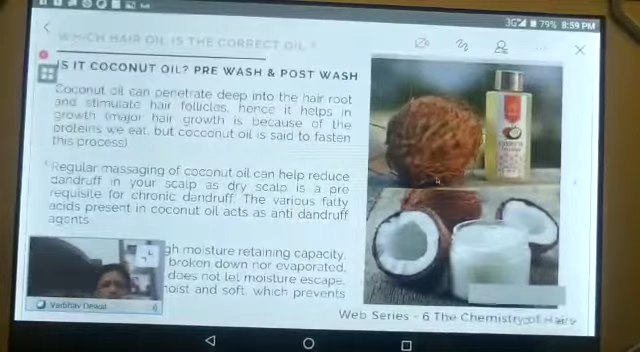 3G 79% 8:59 PM
WHICH HAIR OIL IS THE CORRECT OIL ?
IS IT COCONUT OIL? PRE WASH & POST WASH
Coconut oil can penetrate deep into the hair root
and stimulate hair follicles, hence it helps in
growth (major hair growth is because of the
proteins we eat, but cocconut oil is said to fasten
this process)
Regular massaging of coconut oil can help reduce
dandruff in your scalp as dry scalp is a pre
requisite for chronic dandruff. The various fatty
acids present in coconut oil acts as anti dandruff
agents.
gh moisture retaining capacity,
broken down nor evaporated,
does not let moisture escape,
oist and soft, which prevents
Vaibhav Dewal
Web Series - 6 The Chemistry of Hairs